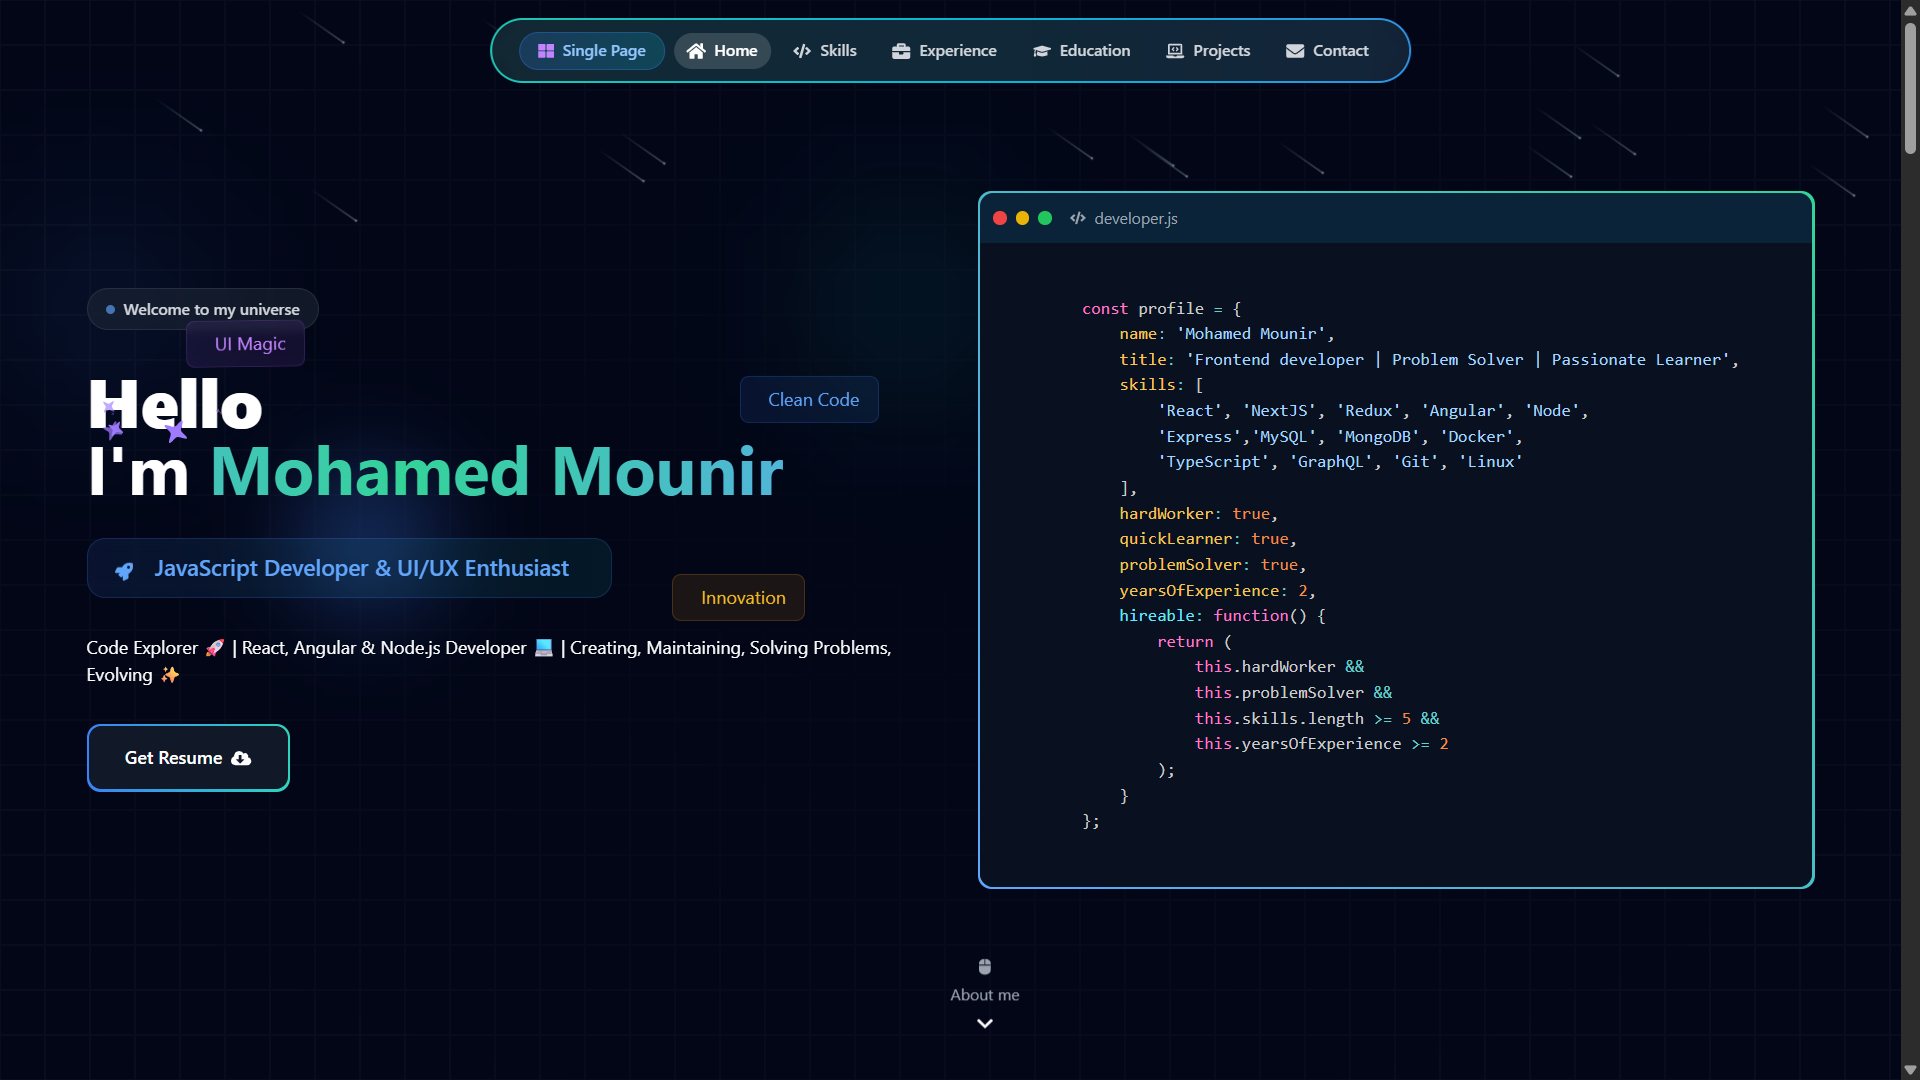 Single Page Home Skills Experience Education Projects Contact
Welcome to my universe
UI Magic
Hello
I'm Mohamed Mounir
Clean Code
JavaScript Developer & UI/UX Enthusiast
Innovation
Code Explorer 🚀 | React, Angular & Node.js Developer 💻 | Creating, Maintaining, Solving Problems,
Evolving ✨
Get Resume
developer.js
const profile = {
    name: 'Mohamed Mounir',
    title: 'Frontend developer | Problem Solver | Passionate Learner',
    skills: [
        'React', 'NextJS', 'Redux', 'Angular', 'Node',
        'Express','MySQL', 'MongoDB', 'Docker',
        'TypeScript', 'GraphQL', 'Git', 'Linux'
    ],
    hardWorker: true,
    quickLearner: true,
    problemSolver: true,
    yearsOfExperience: 2,
    hireable: function() {
        return (
            this.hardWorker &&
            this.problemSolver &&
            this.skills.length >= 5 &&
            this.yearsOfExperience >= 2
        );
    }
};
About me